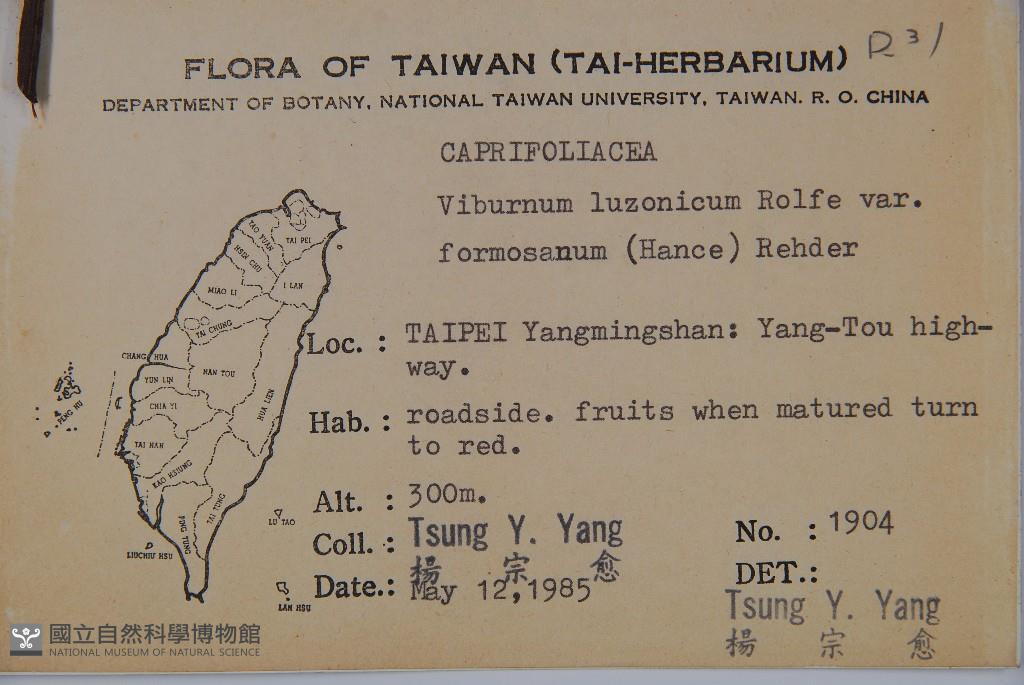 R31
FLORA OF TAIWAN (TAI-HERBARIUM)
DEPARTMENT OF BOTANY, NATIONAL TAIWAN UNIVERSITY, TAIWAN. R. O. CHINA
CAPRIFOLIACEA
Viburnum luzonicum Rolfe var.
formosanum (Hance) Rehder
TAI PEI
TAO YUAN
HSIN CHU
I LAN
MIAO LI
TAI CHUNG
CHANG HUA
NAN TOU
YUN LIN
HUA LIEN
CHIA YI
PENG HU
TAI NAN
KAO HSIUNG
TAI TUNG
PING TUNG
LU TAO
LIUCHIU HSU
LAN HSU
Loc. : TAIPEI Yangmingshan: Yang-Tou high-
way.
Hab. : roadside. fruits when matured turn
to red.
Alt. : 300m.
Coll. : Tsung Y. Yang
楊 宗 愈
No. : 1904
Date.: May 12,1985
DET.:
Tsung Y. Yang
楊 宗 愈
國立自然科學博物館
NATIONAL MUSEUM OF NATURAL SCIENCE